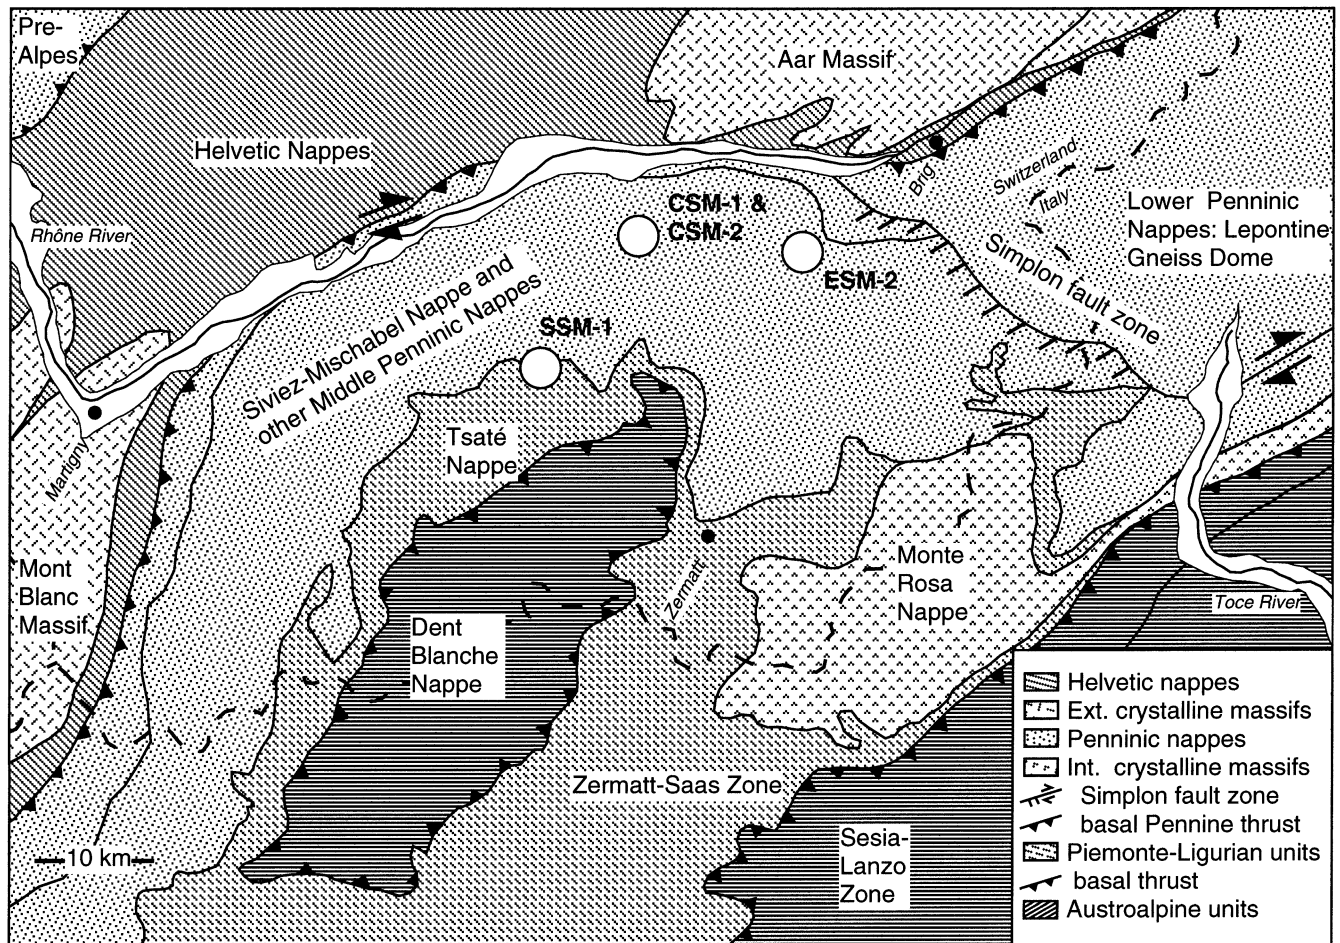 Pre-
Alpes
Aar Massif
Helvetic Nappes
Brig
Switzerland
Italy
Lower Penninic
Nappes: Lepontine
Gneiss Dome
CSM-1 &
CSM-2
ESM-2
Rhône River
Simplon fault zone
Siviez-Mischabel Nappe and
other Middle Penninic Nappes
SSM-1
Martigny
Tsaté
Nappe
Mont
Blanc
Massif
Zermatt
Monte
Rosa
Nappe
Toce River
Dent
Blanche
Nappe
Zermatt-Saas Zone
Sesia-
Lanzo
Zone
10 km
Helvetic nappes
Ext. crystalline massifs
Penninic nappes
Int. crystalline massifs
Simplon fault zone
basal Pennine thrust
Piemonte-Ligurian units
basal thrust
Austroalpine units